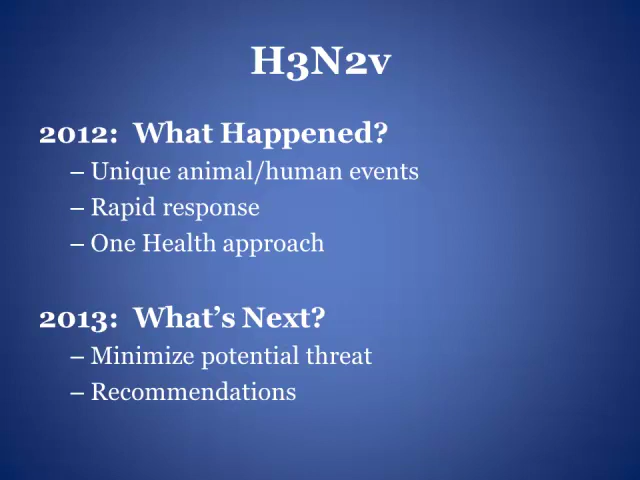 H3N2v
2012:  What Happened?
– Unique animal/human events
– Rapid response
– One Health approach
2013:  What’s Next?
– Minimize potential threat
– Recommendations